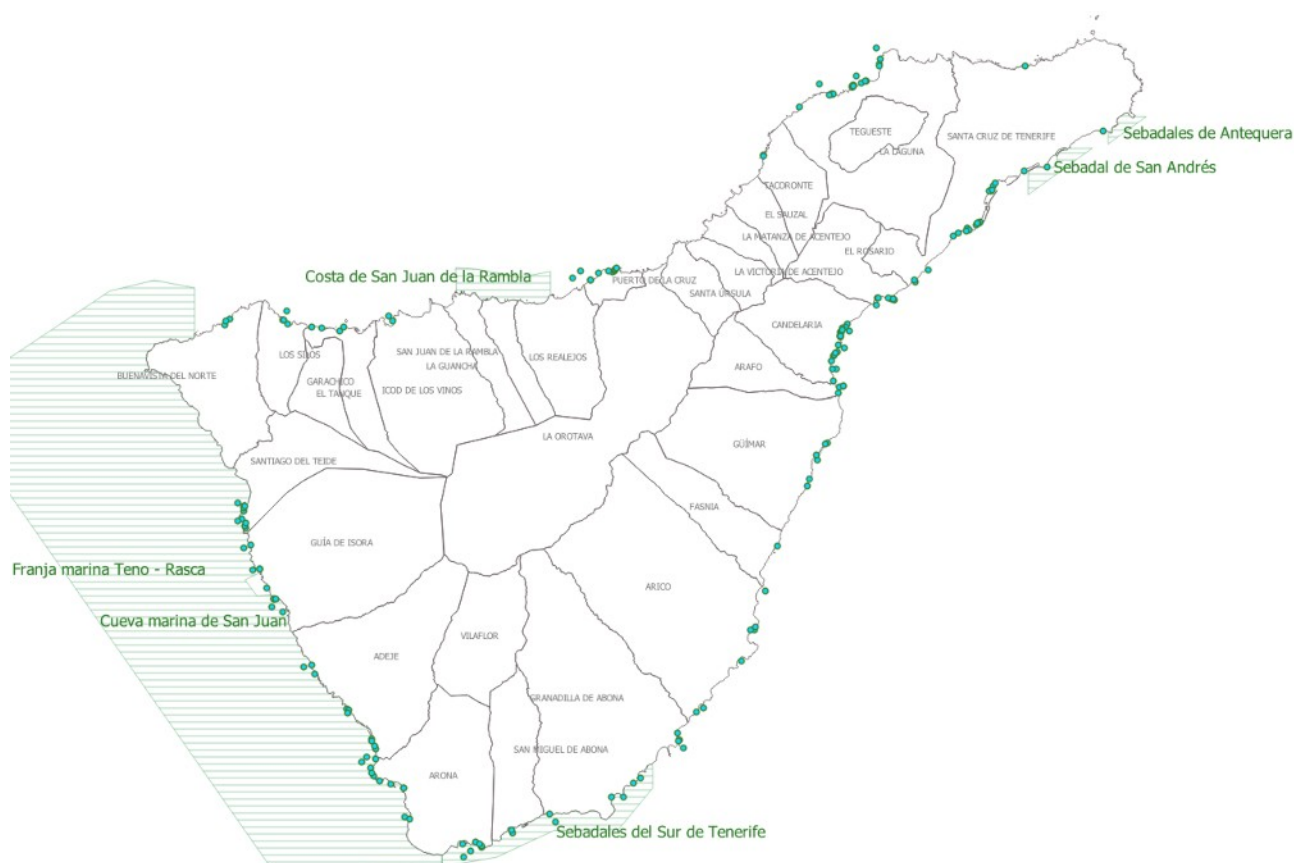 TEGUESTE
SANTA CRUZ DE TENERIFE
Sebadales de Antequera
LA LAGUNA
Sebadal de San Andrés
TACORONTE
EL SAUZAL
LA MATANZA DE ACENTEJO
EL ROSARIO
Costa de San Juan de la Rambla
PUERTO DE LA CRUZ
LA VICTORIA DE ACENTEJO
SANTA ÚRSULA
CANDELARIA
LOS SILOS
SAN JUAN DE LA RAMBLA
LOS REALEJOS
LA GUANCHA
ARAFO
BUENAVISTA DEL NORTE
GARACHICO
EL TANQUE
ICOD DE LOS VINOS
LA OROTAVA
GÜÍMAR
SANTIAGO DEL TEIDE
FASNIA
GUÍA DE ISORA
Franja marina Teno - Rasca
ARICO
Cueva marina de San Juan
VILAFLOR
ADEJE
GRANADILLA DE ABONA
SAN MIGUEL DE ABONA
ARONA
Sebadales del Sur de Tenerife